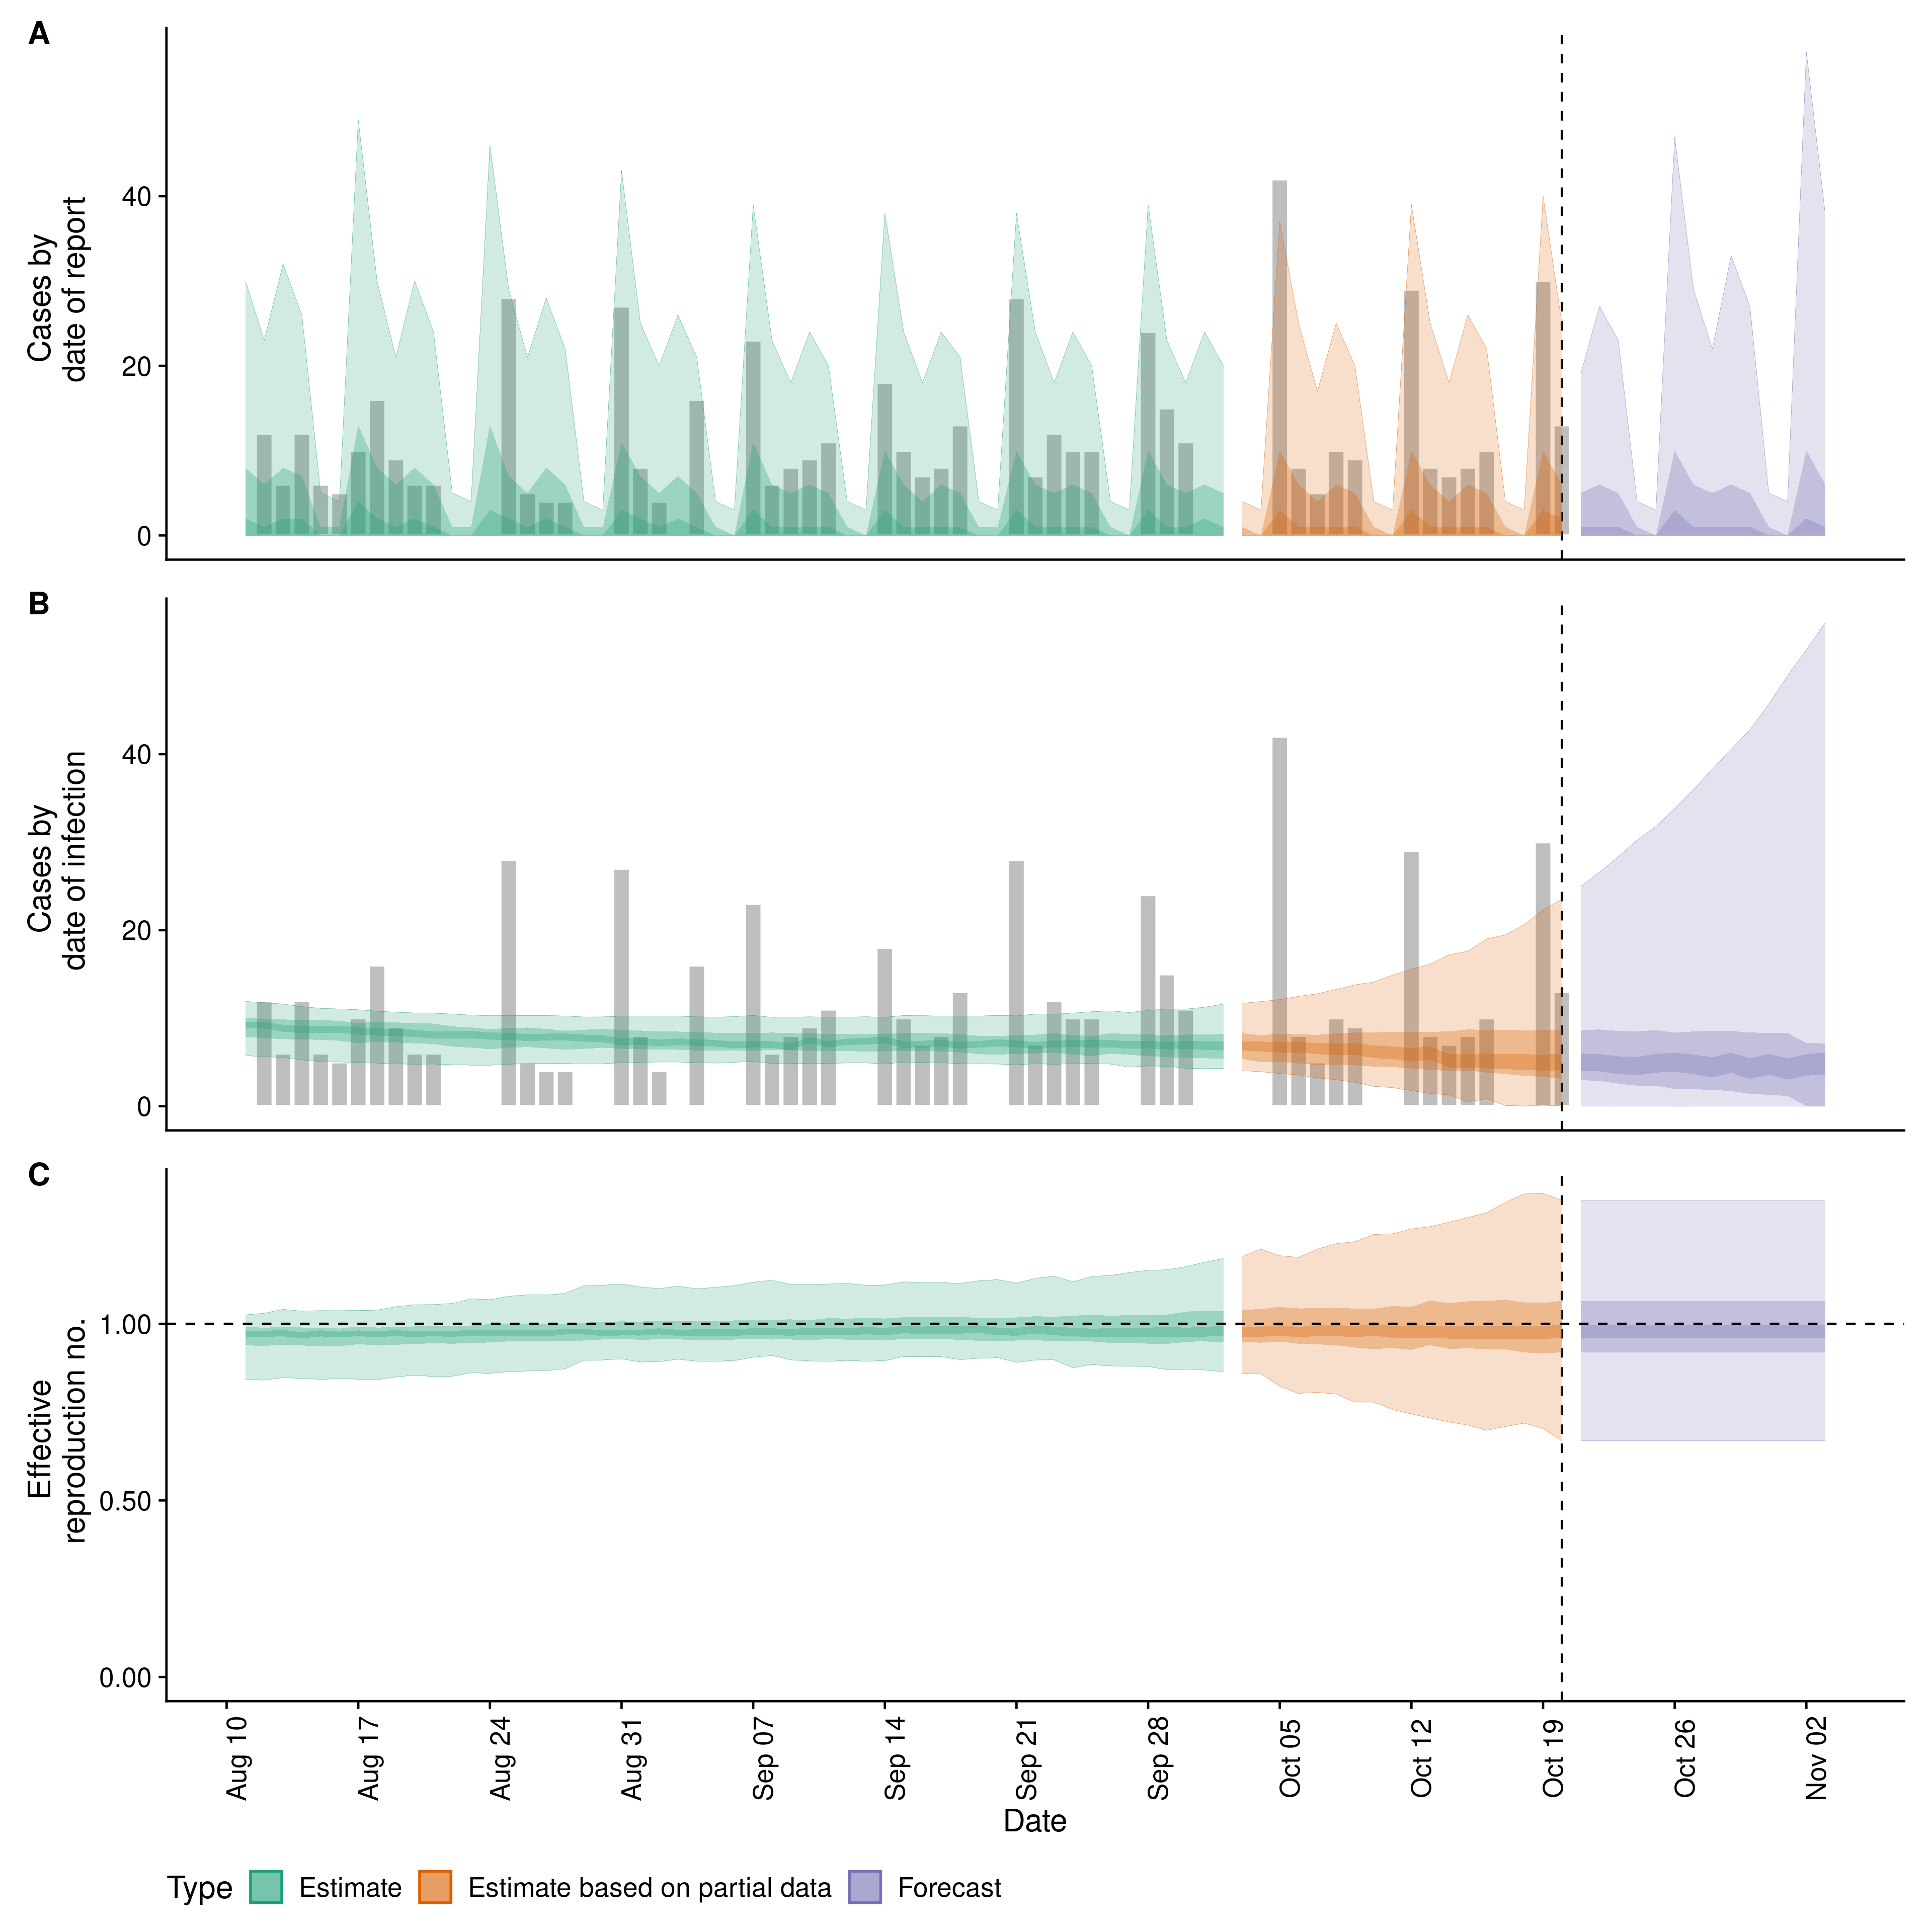 A
Cases by
date of report
40
20
0
B
Cases by
date of infection
40
20
0
C
Effective
reproduction no.
1.00
0.50
0.00
Aug 10
Aug 17
Aug 24
Aug 31
Sep 07
Sep 14
Sep 21
Sep 28
Oct 05
Oct 12
Oct 19
Oct 26
Nov 02
Date
Type Estimate Estimate based on partial data Forecast